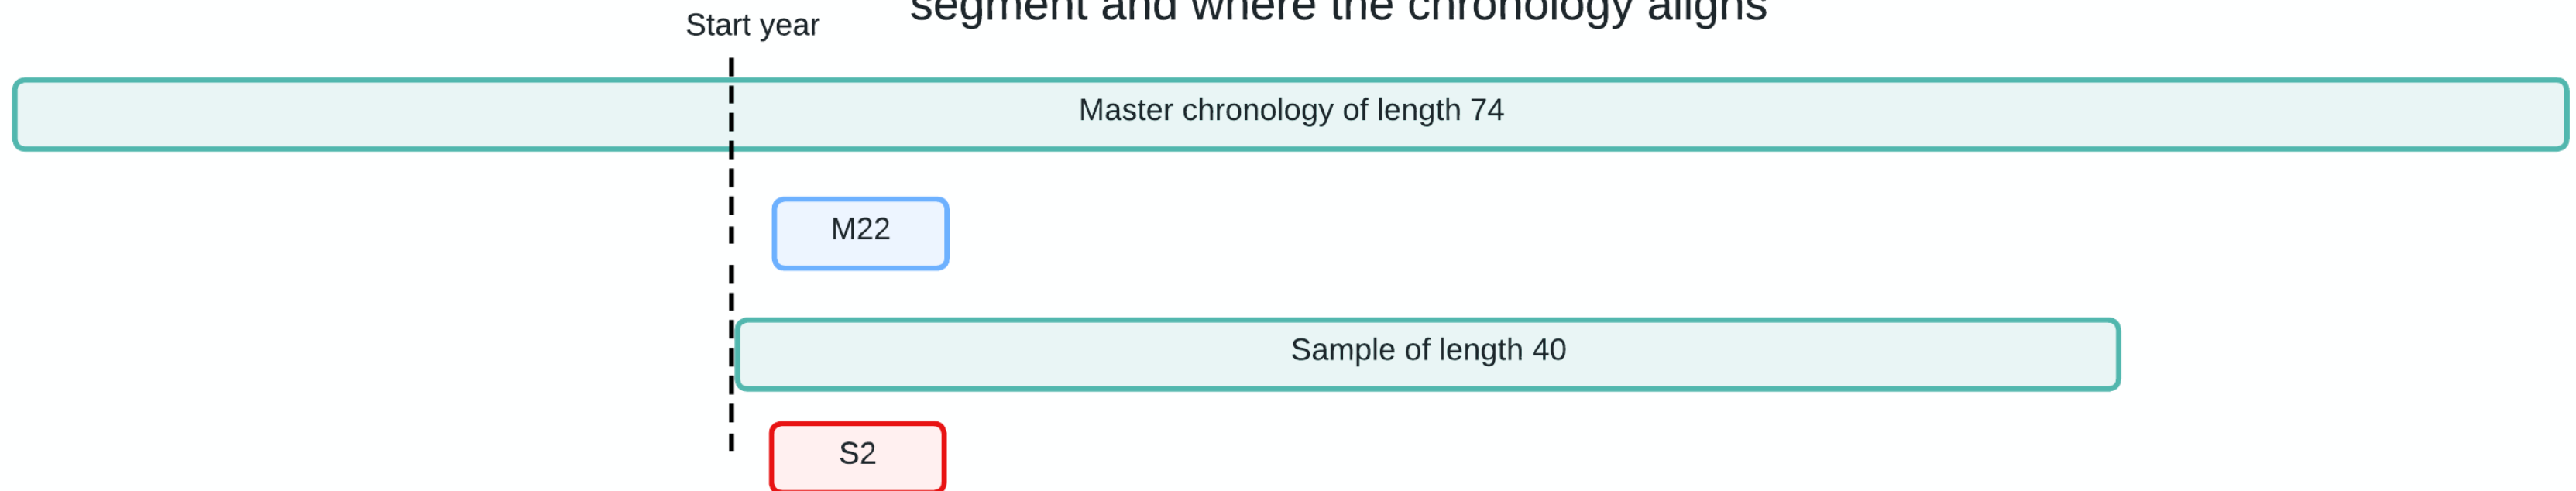 segment and where the chronology aligns
Start year
Master chronology of length 74
M22
Sample of length 40
S2